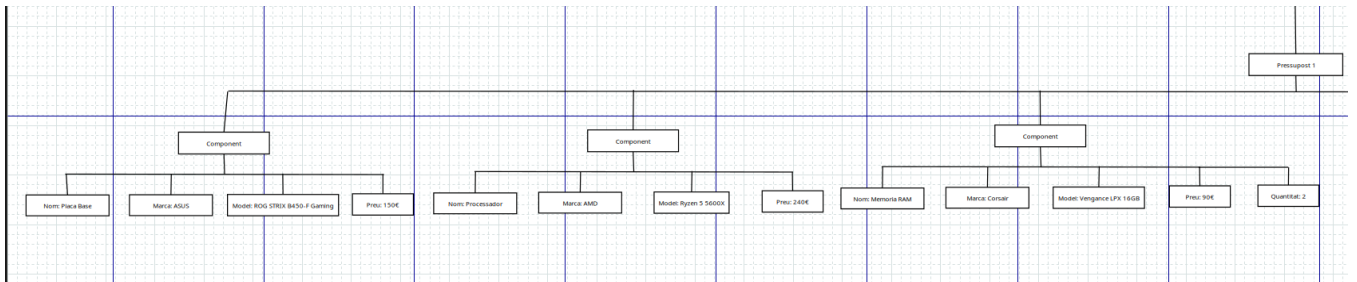 Pressupost 1
Component
Component
Component
Nom: Placa Base
Marca: ASUS
Model: ROG STRIX B450-F Gaming
Preu: 150€
Nom: Processador
Marca: AMD
Model: Ryzen 5 5600X
Preu: 240€
Nom: Memoria RAM
Marca: Corsair
Model: Vengance LPX 16GB
Preu: 90€
Quantitat: 2